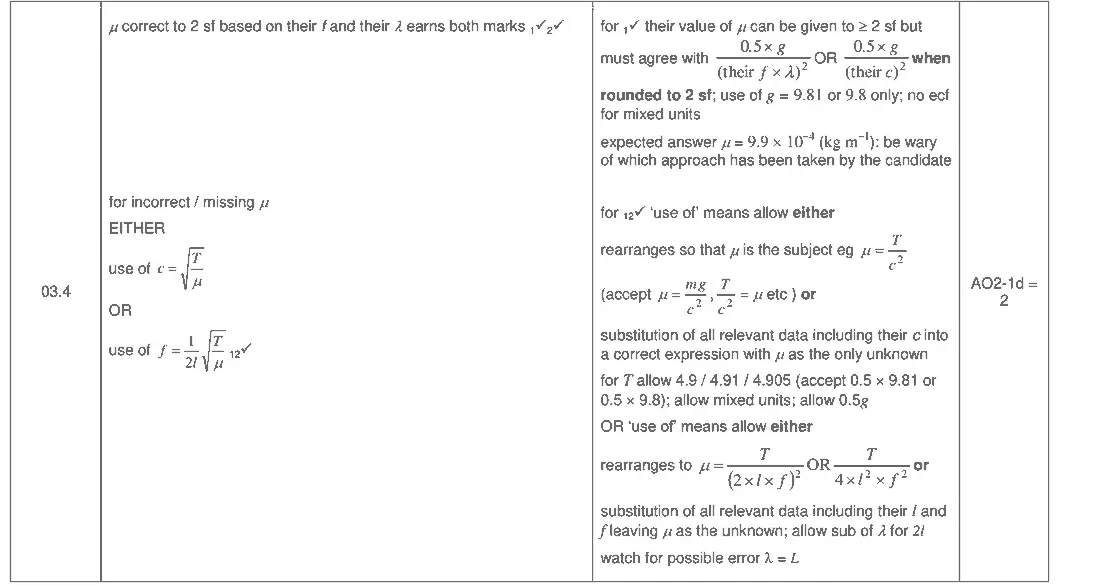 03.4
μ correct to 2 sf based on their f and their λ earns both marks ₁✓₂✓
for incorrect / missing μ
EITHER
use of c = √(T/μ)
OR
use of f = 1/2l √(T/μ) ₁₂✓
for ₁✓ their value of μ can be given to ≥ 2 sf but
must agree with 0.5 × g / (their f × λ)² OR 0.5 × g / (their c)² when
rounded to 2 sf; use of g = 9.81 or 9.8 only; no ecf
for mixed units
expected answer μ = 9.9 × 10⁻⁴ (kg m⁻¹): be wary
of which approach has been taken by the candidate
for ₁₂✓ 'use of' means allow either
rearranges so that μ is the subject eg μ = T/c²
(accept μ = mg/c², T/c² = μ etc ) or
substitution of all relevant data including their c into
a correct expression with μ as the only unknown
for T allow 4.9 / 4.91 / 4.905 (accept 0.5 × 9.81 or
0.5 × 9.8); allow mixed units; allow 0.5g
OR 'use of' means allow either
rearranges to μ = T / (2 × l × f)² OR T / 4 × l² × f² or
substitution of all relevant data including their l and
f leaving μ as the unknown; allow sub of λ for 2l
watch for possible error λ = L
AO2-1d =
2